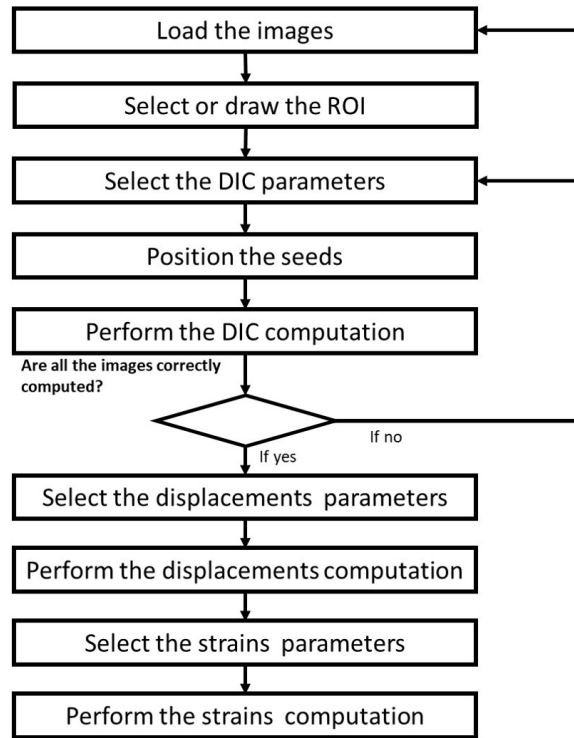 Load the images
Select or draw the ROI
Select the DIC parameters
Position the seeds
Perform the DIC computation
Are all the images correctly
computed?
If no
If yes
Select the displacements parameters
Perform the displacements computation
Select the strains parameters
Perform the strains computation